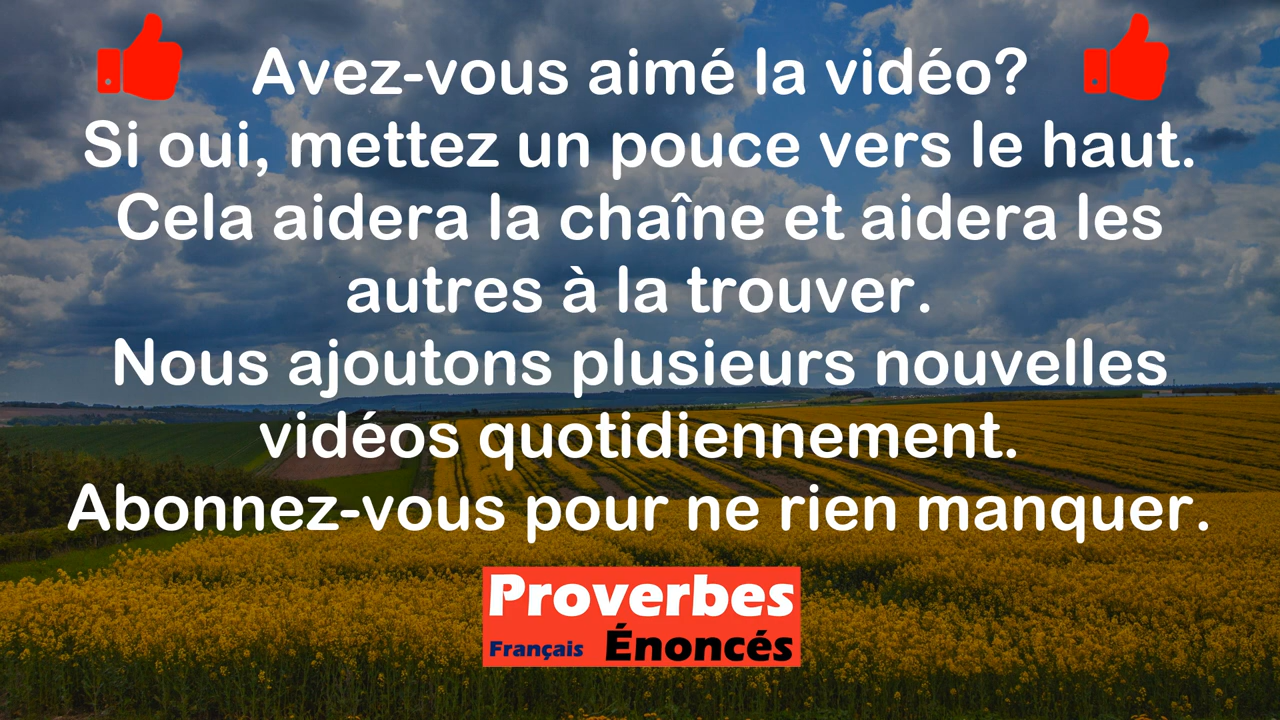 Avez-vous aimé la vidéo?
Si oui, mettez un pouce vers le haut.
Cela aidera la chaîne et aidera les
autres à la trouver.
Nous ajoutons plusieurs nouvelles
vidéos quotidiennement.
Abonnez-vous pour ne rien manquer.
Proverbes
Français Énoncés